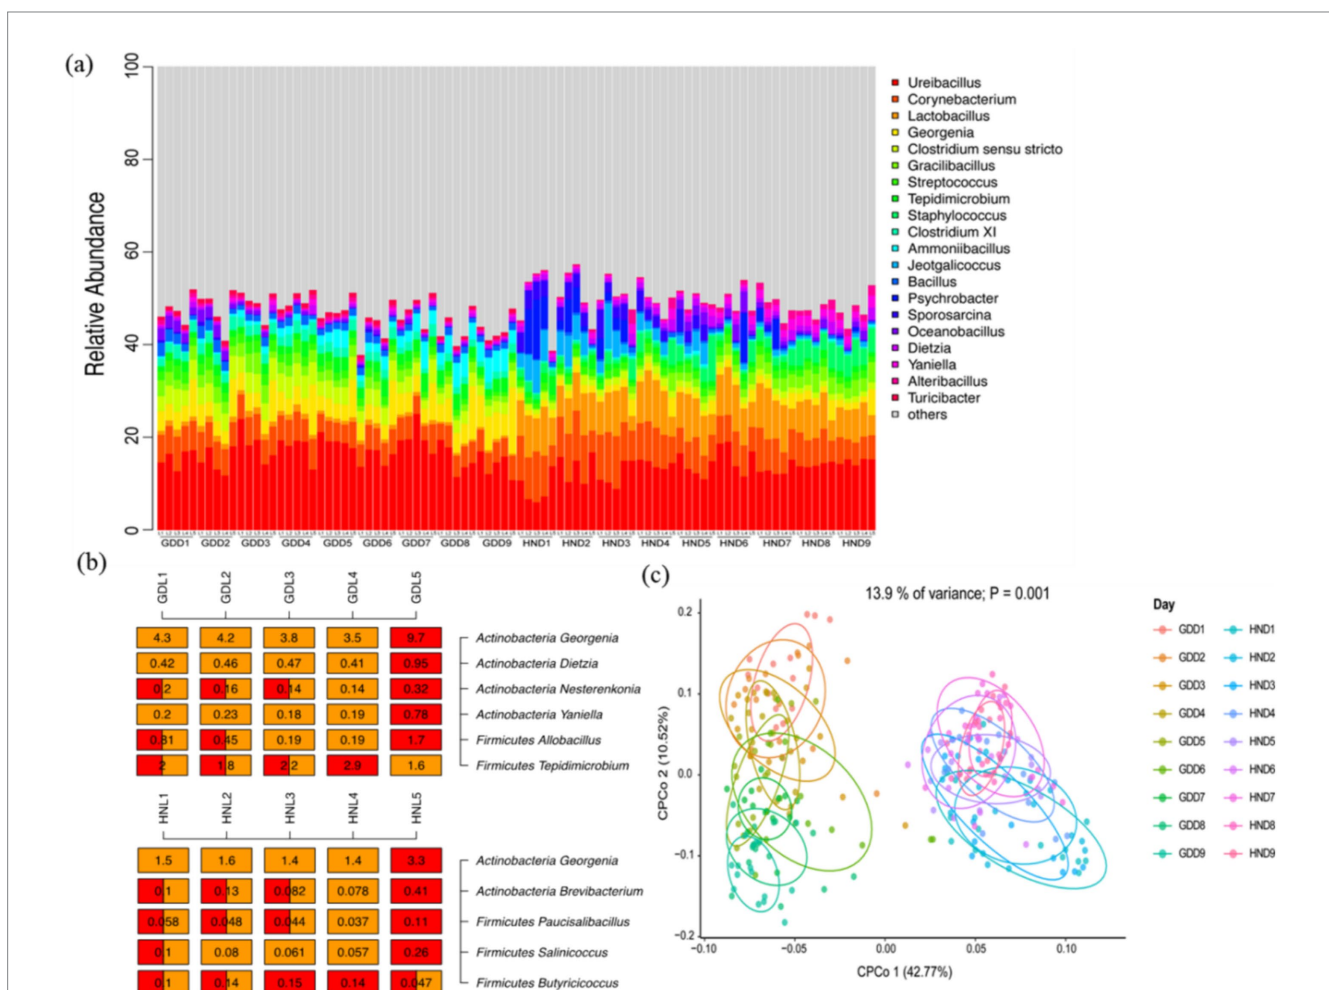 (a)
Relative Abundance
100
80
60
40
20
0
Ureibacillus
Corynebacterium
Lactobacillus
Georgenia
Clostridium sensu stricto
Gracilibacillus
Streptococcus
Tepidimicrobium
Staphylococcus
Clostridium XI
Ammoniibacillus
Jeotgalicoccus
Bacillus
Psychrobacter
Sporosarcina
Oceanobacillus
Dietzia
Yaniella
Alteribacillus
Turicibacter
others
GDD1 GDD2 GDD3 GDD4 GDD5 GDD6 GDD7 GDD8 GDD9 HND1 HND2 HND3 HND4 HND5 HND6 HND7 HND8 HND9
(b)
GDL1 GDL2 GDL3 GDL4 GDL5
4.3 4.2 3.8 3.5 9.7 Actinobacteria Georgenia
0.42 0.46 0.47 0.41 0.95 Actinobacteria Dietzia
0.2 0.16 0.14 0.14 0.32 Actinobacteria Nesterenkonia
0.2 0.23 0.18 0.19 0.78 Actinobacteria Yaniella
0.31 0.45 0.19 0.19 1.7 Firmicutes Allobacillus
2 1.8 2.2 2.9 1.6 Firmicutes Tepidimicrobium
HNL1 HNL2 HNL3 HNL4 HNL5
1.5 1.6 1.4 1.4 3.3 Actinobacteria Georgenia
0.1 0.13 0.082 0.078 0.41 Actinobacteria Brevibacterium
0.058 0.048 0.044 0.037 0.11 Firmicutes Paucisalibacillus
0.1 0.08 0.061 0.057 0.26 Firmicutes Salinicoccus
0.1 0.14 0.15 0.14 0.047 Firmicutes Butyricicoccus
(c)
13.9 % of variance; P = 0.001
CPCo 2 (10.52%)
0.2
0.1
0.0
-0.1
-0.2
-0.10 -0.05 0.00 0.05 0.10
CPCo 1 (42.77%)
Day
GDD1 HND1
GDD2 HND2
GDD3 HND3
GDD4 HND4
GDD5 HND5
GDD6 HND6
GDD7 HND7
GDD8 HND8
GDD9 HND9